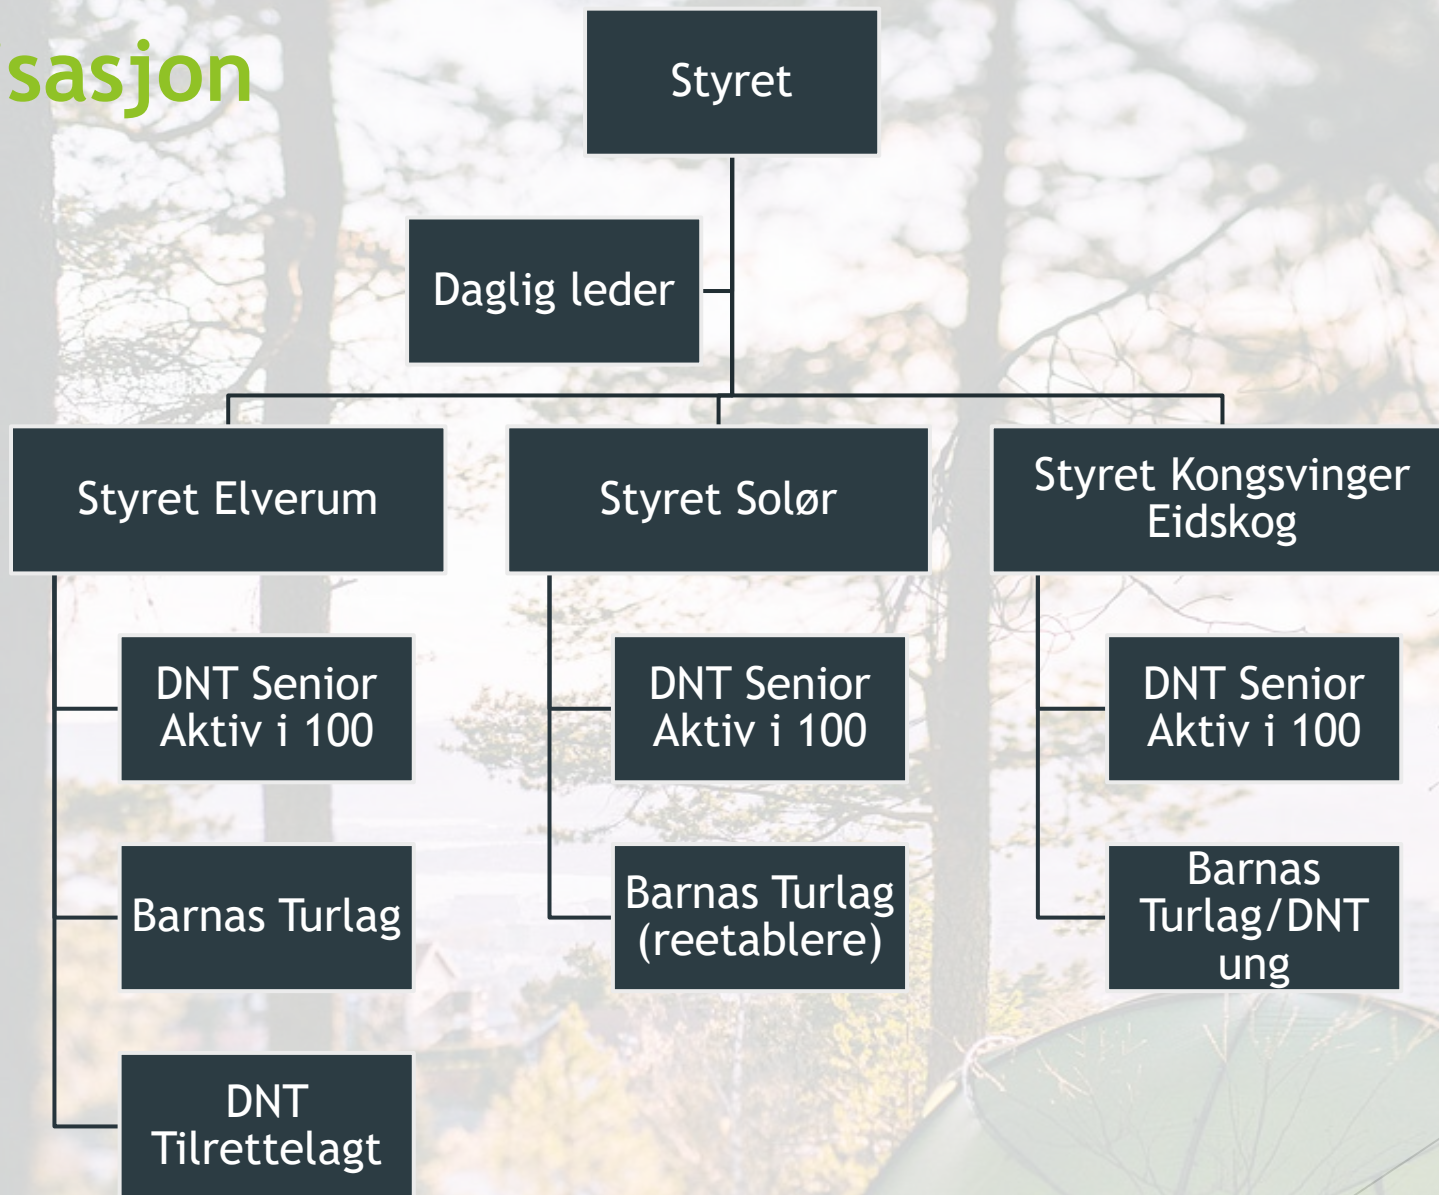 sasjon
Styret
Daglig leder
Styret Elverum
Styret Solør
Styret Kongsvinger
Eidskog
DNT Senior
Aktiv i 100
DNT Senior
Aktiv i 100
DNT Senior
Aktiv i 100
Barnas Turlag
Barnas Turlag
(reetablere)
Barnas
Turlag/DNT
ung
DNT
Tilrettelagt